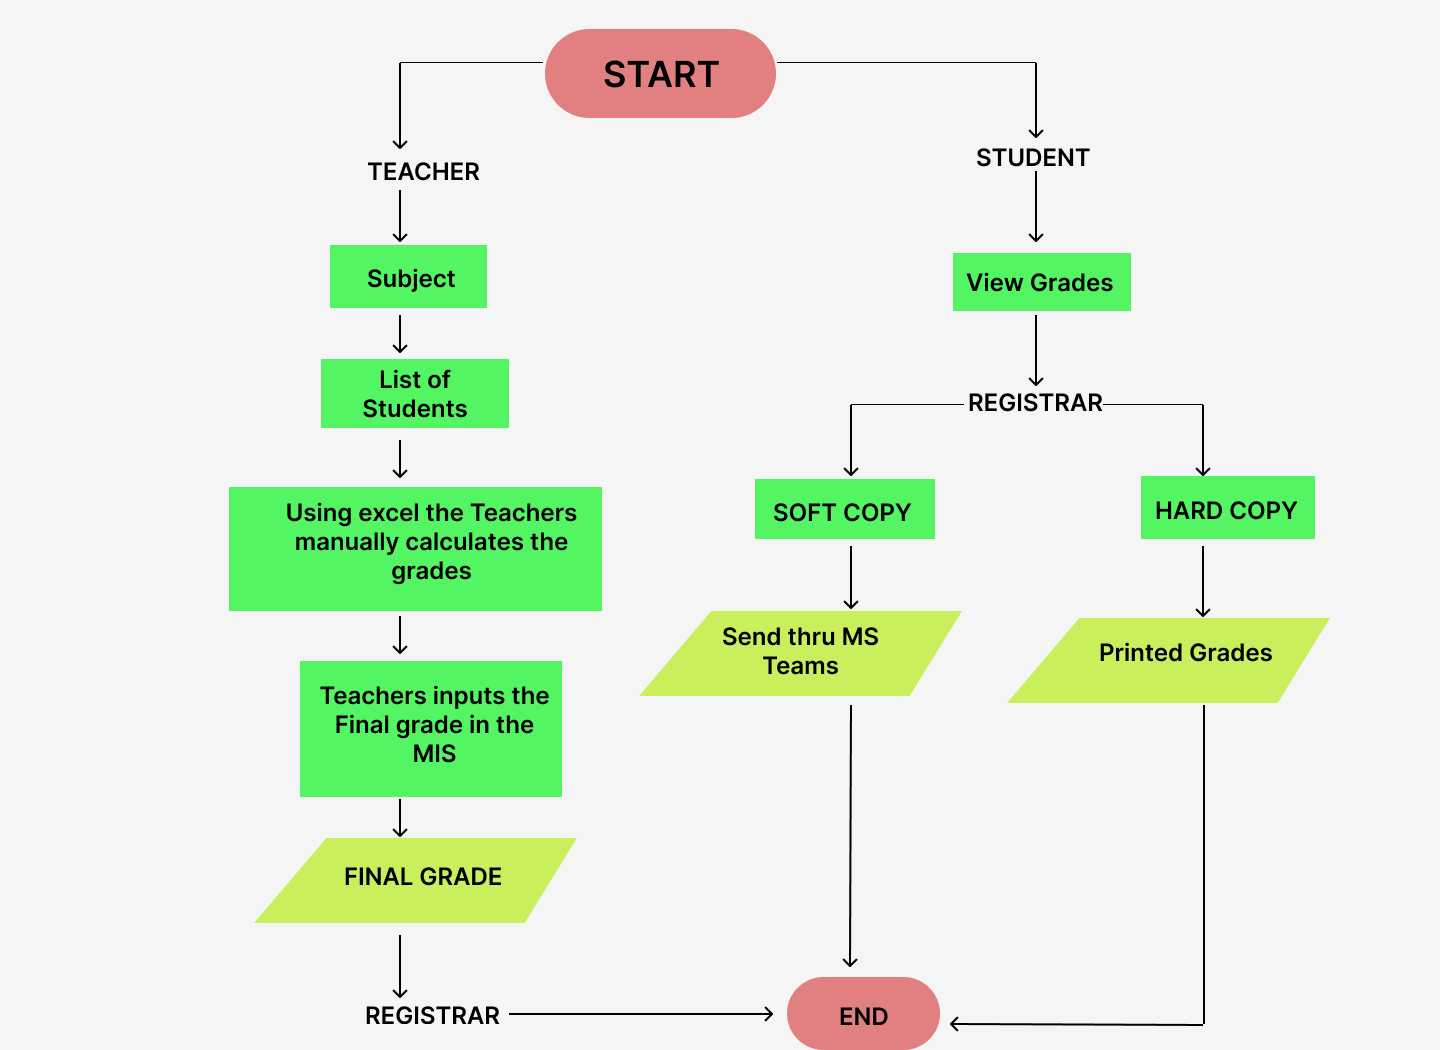 START
TEACHER
Subject
List of
Students
Using excel the Teachers
manually calculates the
grades
Teachers inputs the
Final grade in the
MIS
FINAL GRADE
REGISTRAR
STUDENT
View Grades
REGISTRAR
SOFT COPY
Send thru MS
Teams
HARD COPY
Printed Grades
END